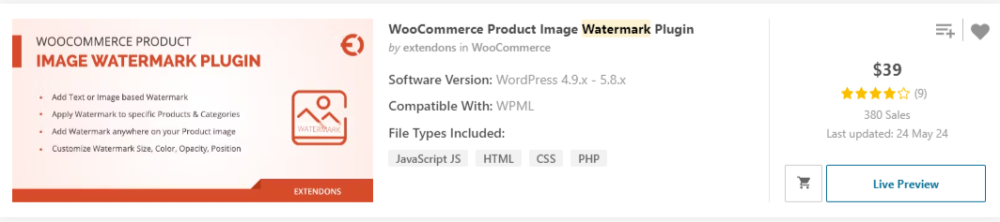 WOOCOMMERCE PRODUCT
IMAGE WATERMARK PLUGIN
• Add Text or Image based Watermark
• Apply Watermark to specific Products & Categories
• Add Watermark anywhere on your Product image
• Customize Watermark Size, Color, Opacity, Position
WATERMARK
EXTENDONS
WooCommerce Product Image Watermark Plugin
by extendons in WooCommerce
Software Version: WordPress 4.9.x - 5.8.x
Compatible With: WPML
File Types Included:
JavaScript JS HTML CSS PHP
$39
(9)
380 Sales
Last updated: 24 May 24
Live Preview